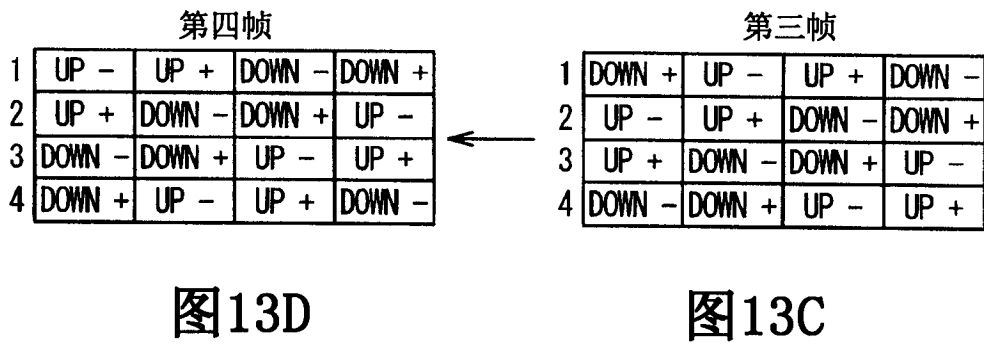 第四帧
1 UP - UP + DOWN - DOWN +
2 UP + DOWN - DOWN + UP -
3 DOWN - DOWN + UP - UP +
4 DOWN + UP - UP + DOWN -
图13D
第三帧
1 DOWN + UP - UP + DOWN -
2 UP - UP + DOWN - DOWN +
3 UP + DOWN - DOWN + UP -
4 DOWN - DOWN + UP - UP +
图13C